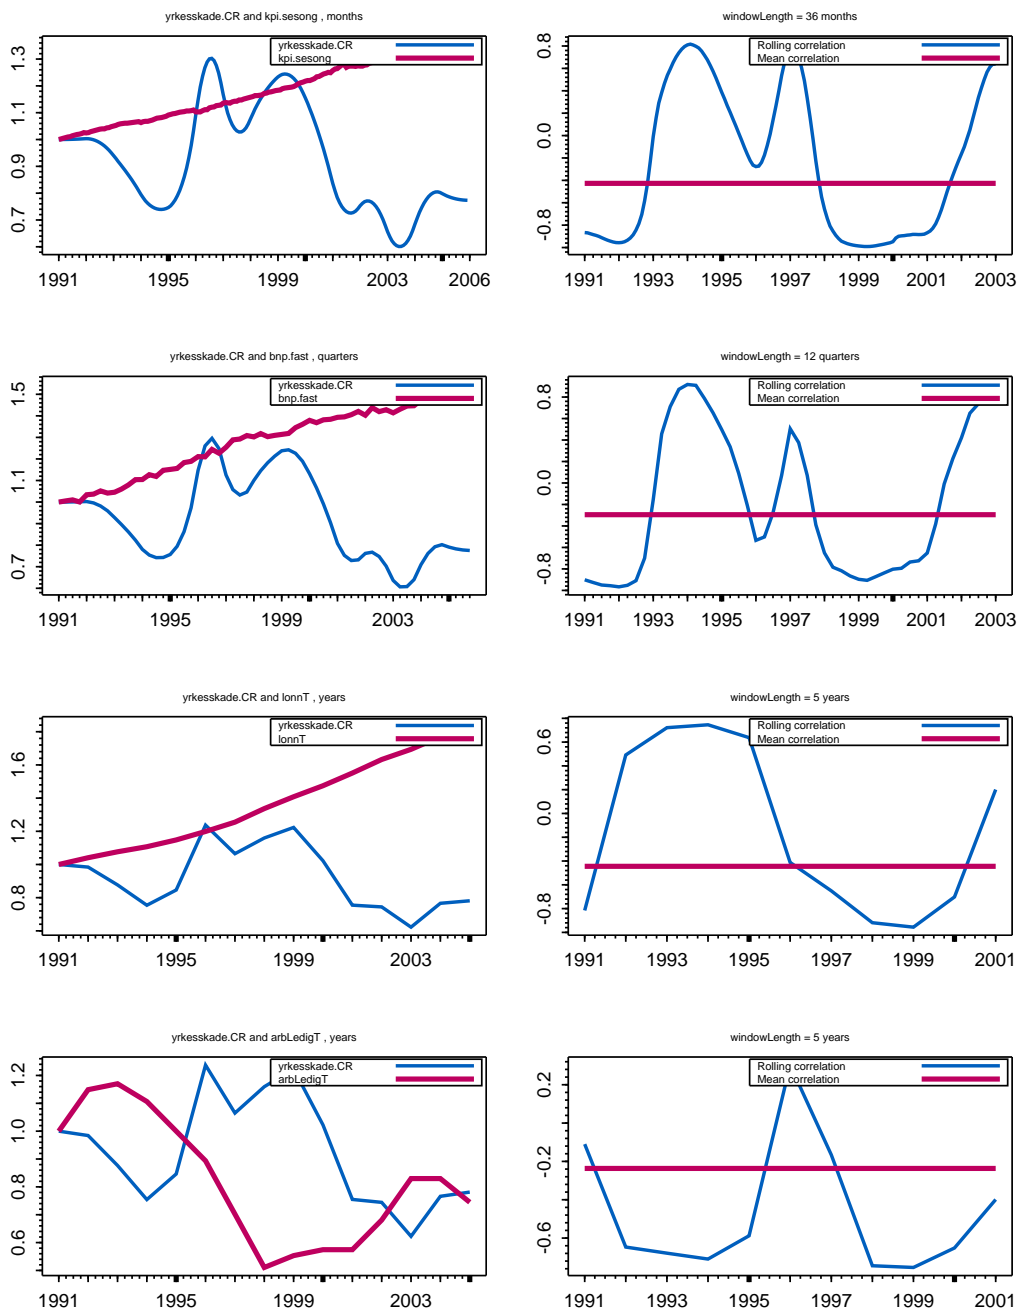 yrkesskade.CR and kpi.sesong , months
yrkesskade.CR
kpi.sesong
1.3
1.1
0.9
0.7
1991 1995 1999 2003 2006
windowLength = 36 months
Rolling correlation
Mean correlation
0.8
0.0
-0.8
1991 1993 1995 1997 1999 2001 2003
yrkesskade.CR and bnp.fast , quarters
yrkesskade.CR
bnp.fast
1.5
1.1
0.7
1991 1995 1999 2003
windowLength = 12 quarters
Rolling correlation
Mean correlation
0.8
0.0
-0.8
1991 1993 1995 1997 1999 2001 2003
yrkesskade.CR and lonnT , years
yrkesskade.CR
lonnT
1.6
1.2
0.8
1991 1995 1999 2003
windowLength = 5 years
Rolling correlation
Mean correlation
0.6
0.0
-0.8
1991 1993 1995 1997 1999 2001
yrkesskade.CR and arbLedigT , years
yrkesskade.CR
arbLedigT
1.2
1.0
0.8
0.6
1991 1995 1999 2003
windowLength = 5 years
Rolling correlation
Mean correlation
0.2
-0.2
-0.6
1991 1993 1995 1997 1999 2001